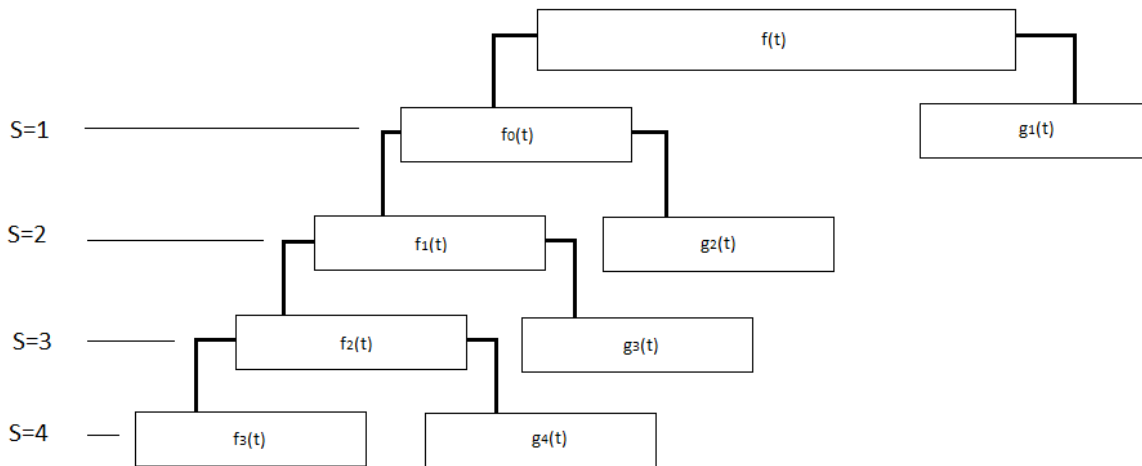 f(t)
S=1
f0(t)
g1(t)
S=2
f1(t)
g2(t)
S=3
f2(t)
g3(t)
S=4
f3(t)
g4(t)